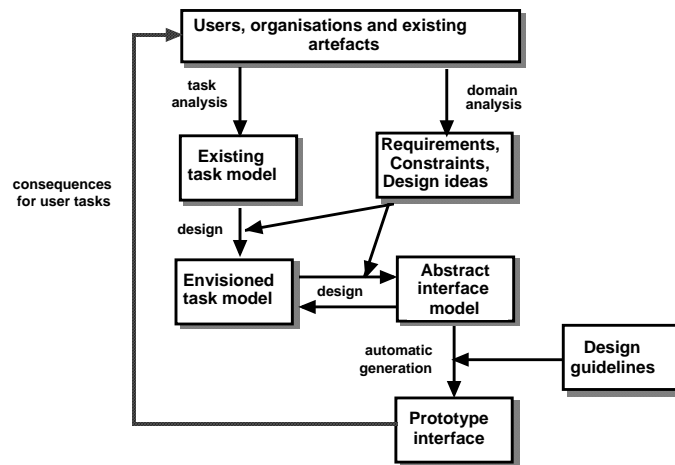 Users, organisations and existing
artefacts
task
analysis
domain
analysis
Existing
task model
Requirements,
Constraints,
Design ideas
consequences
for user tasks
design
Envisioned
task model
design
Abstract
interface
model
automatic
generation
Design
guidelines
Prototype
interface